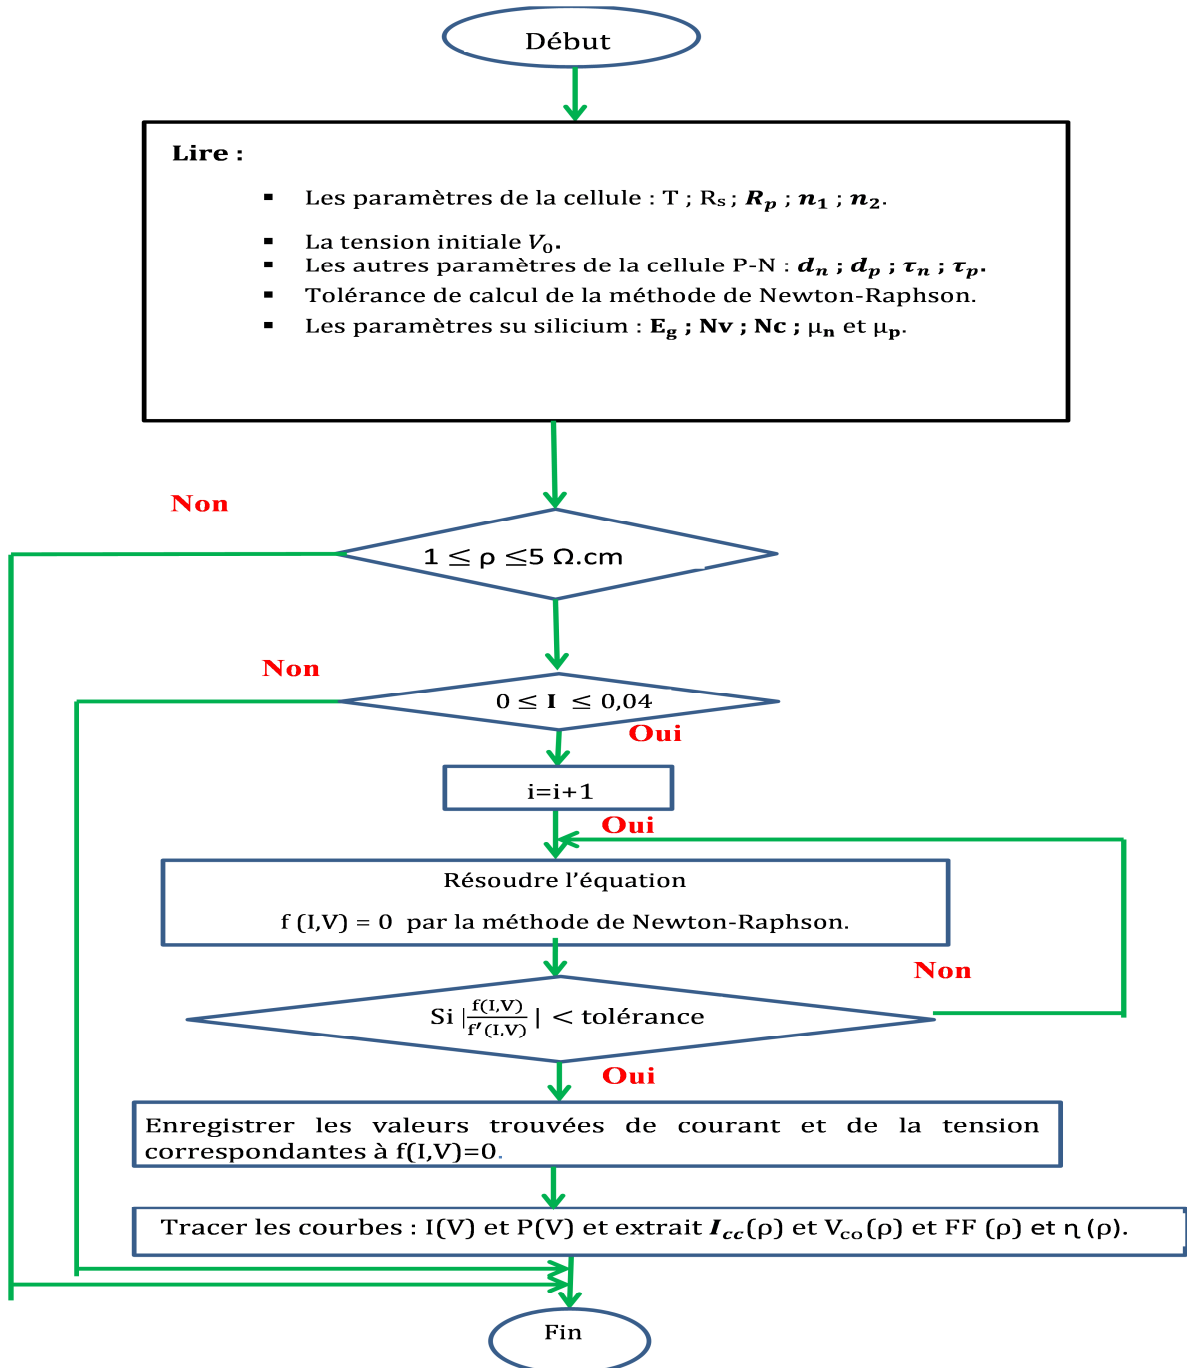 Début
Lire :
▪ Les paramètres de la cellule : T ; Rₛ ; Rₚ ; n₁ ; n₂.
▪ La tension initiale V₀.
▪ Les autres paramètres de la cellule P-N : dₙ ; dₚ ; τₙ ; τₚ.
▪ Tolérance de calcul de la méthode de Newton-Raphson.
▪ Les paramètres su silicium : E_g ; Nv ; Nc ; μₙ et μₚ.
Non
1 ≤ ρ ≤5 Ω.cm
Non
0 ≤ I ≤ 0,04
Oui
i=i+1
Oui
Résoudre l'équation
f (I,V) = 0 par la méthode de Newton-Raphson.
Non
Si |f(I,V)/f′(I,V)| < tolérance
Oui
Enregistrer les valeurs trouvées de courant et de la tension
correspondantes à f(I,V)=0.
Tracer les courbes : I(V) et P(V) et extrait I_cc(ρ) et V_co(ρ) et FF (ρ) et η (ρ).
Fin